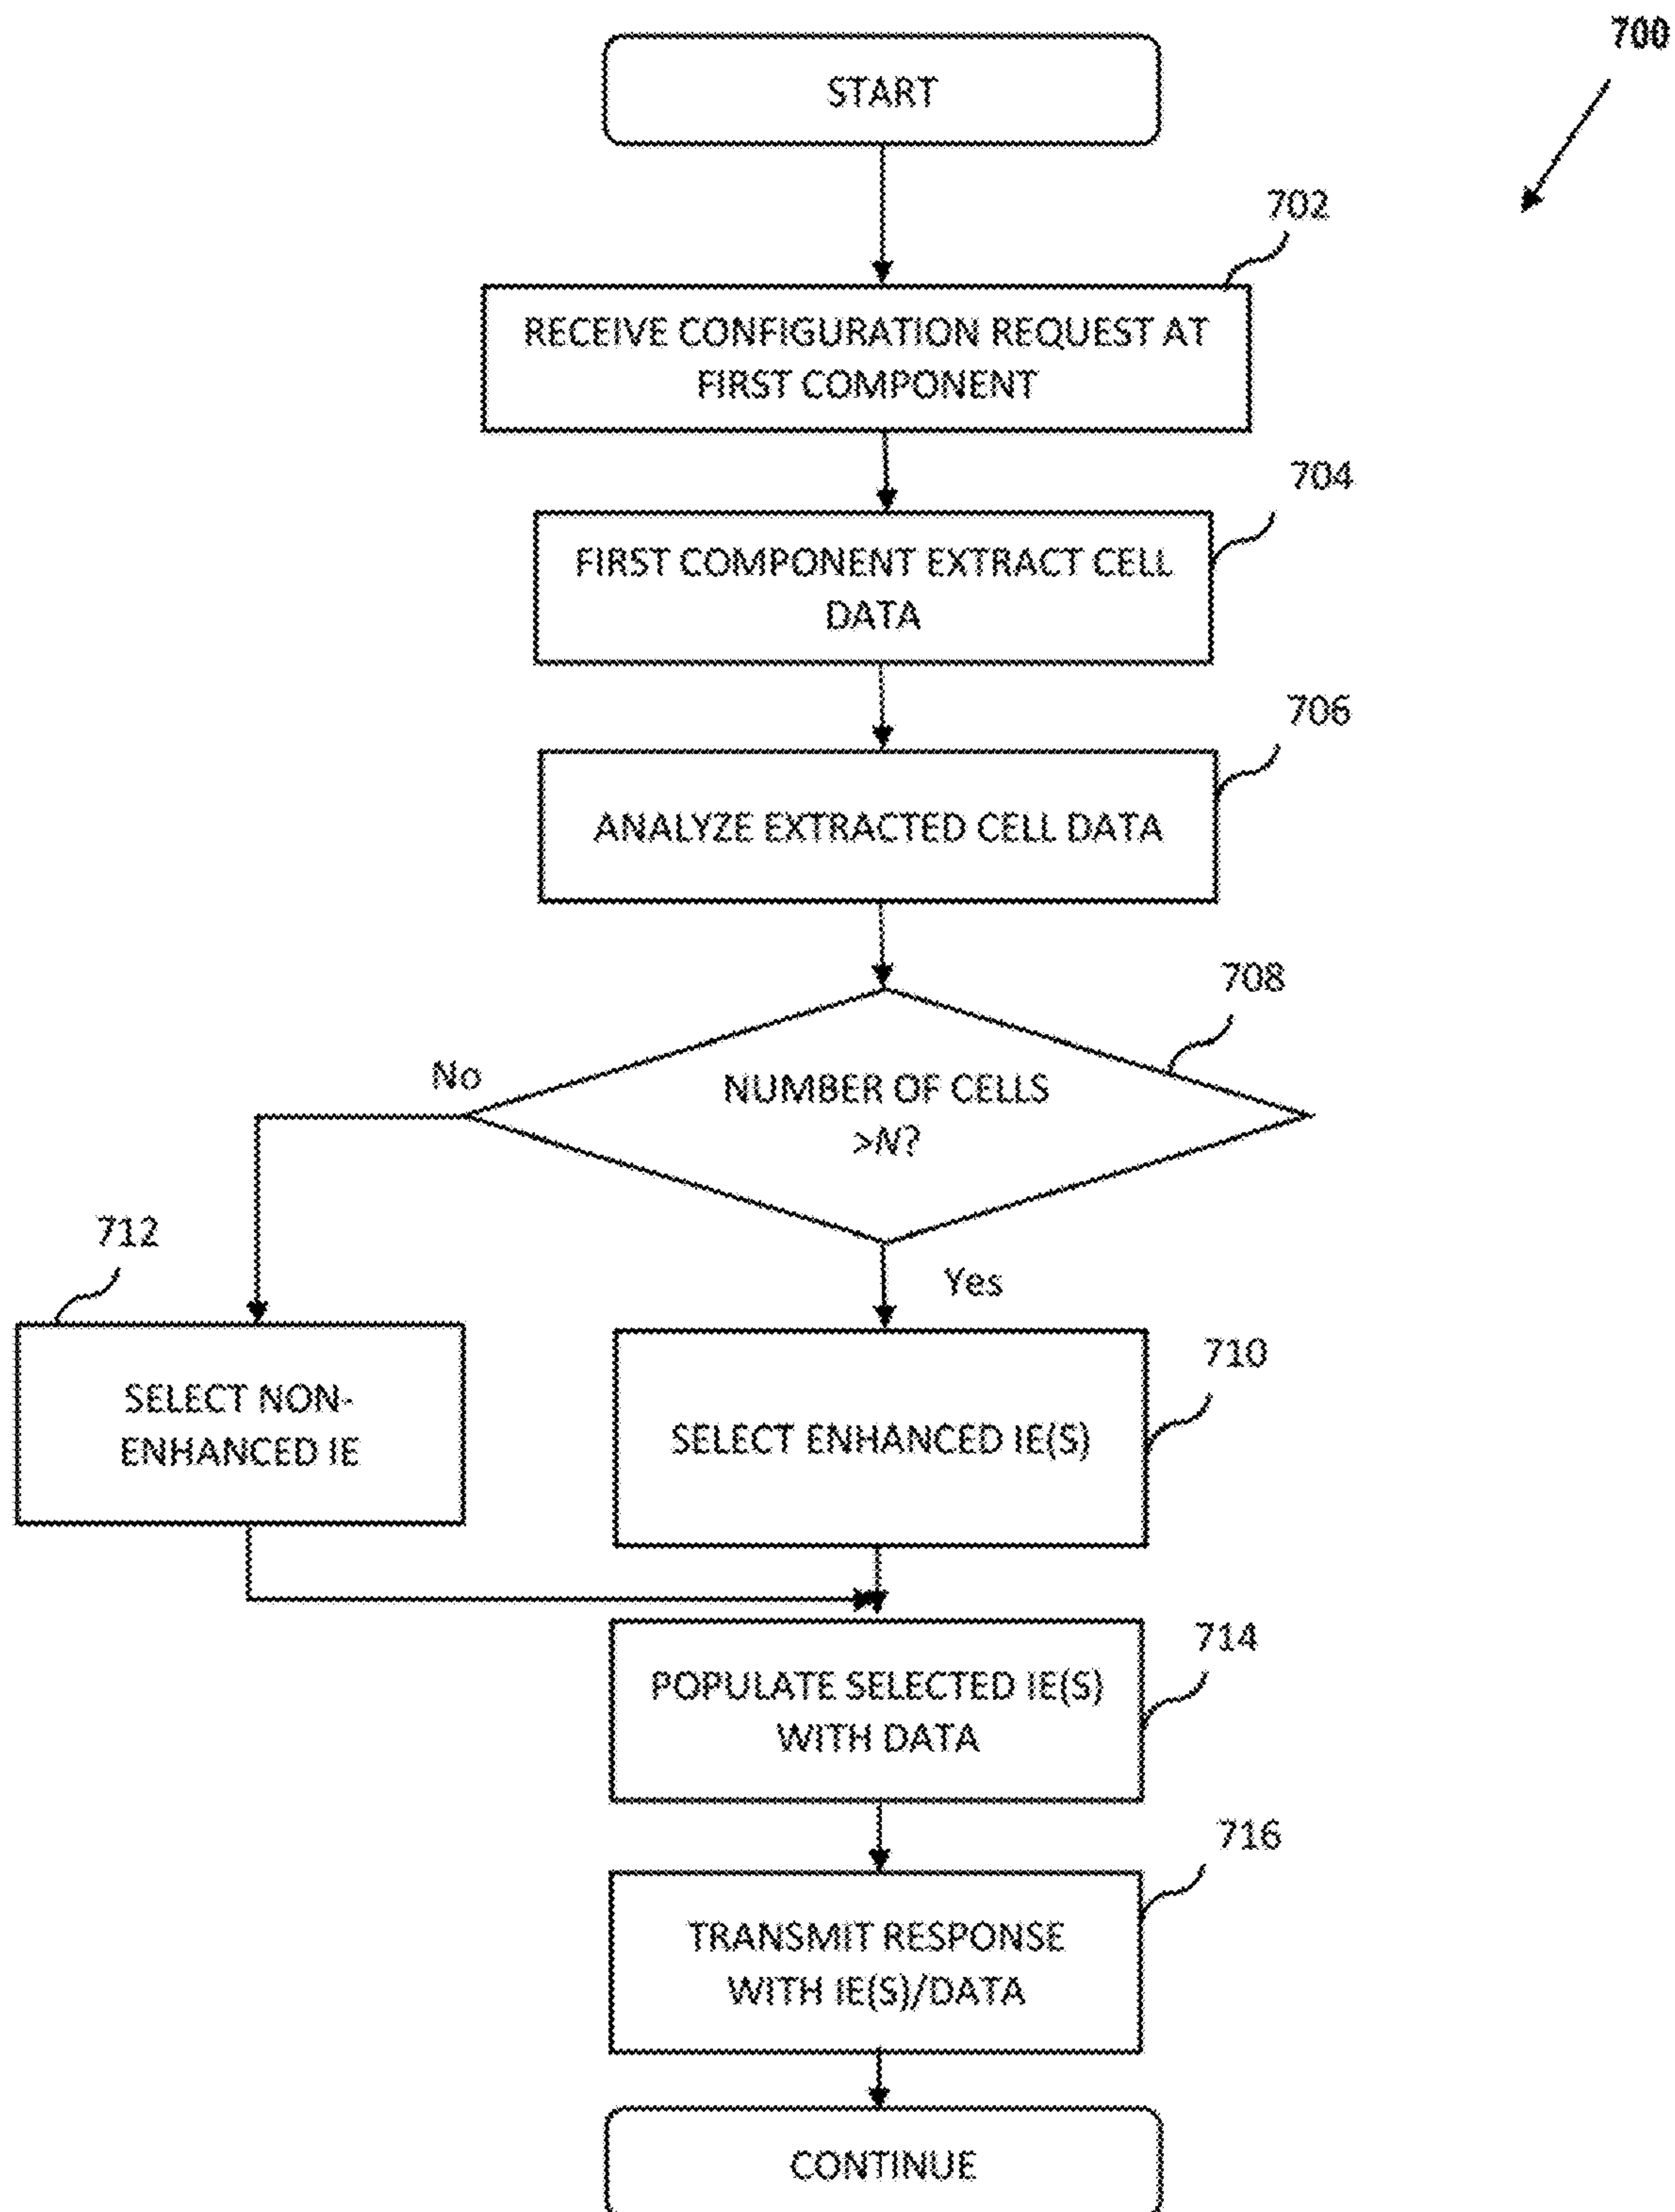 700
START
702
RECEIVE CONFIGURATION REQUEST AT
FIRST COMPONENT
704
FIRST COMPONENT EXTRACT CELL
DATA
706
ANALYZE EXTRACTED CELL DATA
708
NUMBER OF CELLS
>N?
No
Yes
712
SELECT NON-
ENHANCED IE
710
SELECT ENHANCED IE(S)
714
POPULATE SELECTED IE(S)
WITH DATA
716
TRANSMIT RESPONSE
WITH IE(S)/DATA
CONTINUE